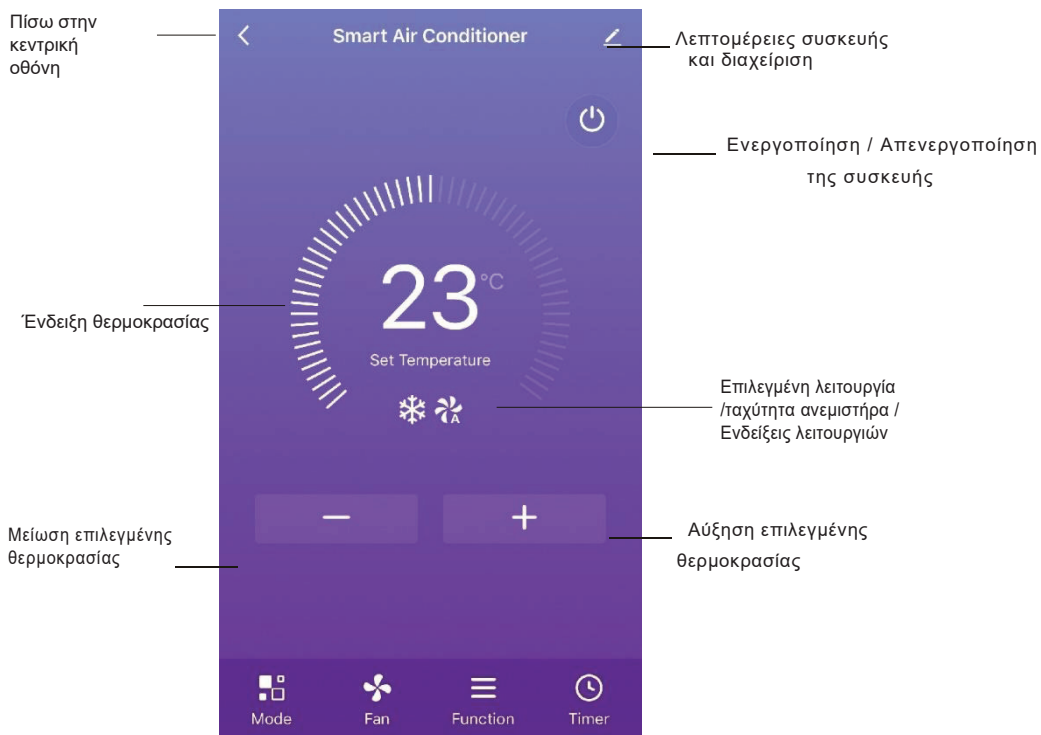 Πίσω στην
κεντρική
οθόνη
Smart Air Conditioner
Λεπτομέρειες συσκευής
και διαχείριση
Ενεργοποίηση / Απενεργοποίηση
της συσκευής
23 °C
Ένδειξη θερμοκρασίας
Set Temperature
A
Επιλεγμένη λειτουργία
/ταχύτητα ανεμιστήρα /
Ενδείξεις λειτουργιών
Μείωση επιλεγμένης
θερμοκρασίας
− +
Αύξηση επιλεγμένης
θερμοκρασίας
Mode Fan Function Timer